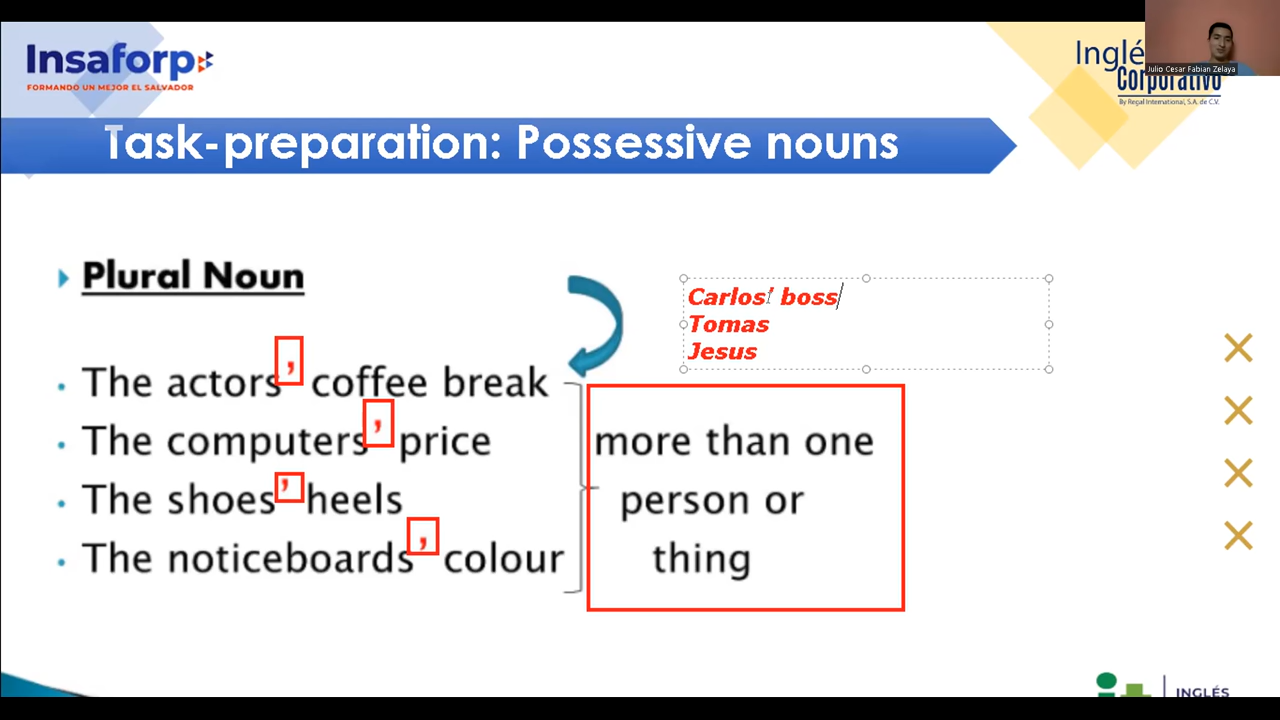 Insaforp
FORMANDO UN MEJOR EL SALVADOR
Inglé
Corporativo
By Regal International, S.A. de C.V.
Julio Cesar Fabian Zelaya
Task-preparation: Possessive nouns
Plural Noun
Carlos' boss
Tomas
Jesus
• The actors' coffee break
• The computers' price
• The shoes' heels
• The noticeboards' colour
more than one
person or
thing
INGLÉS